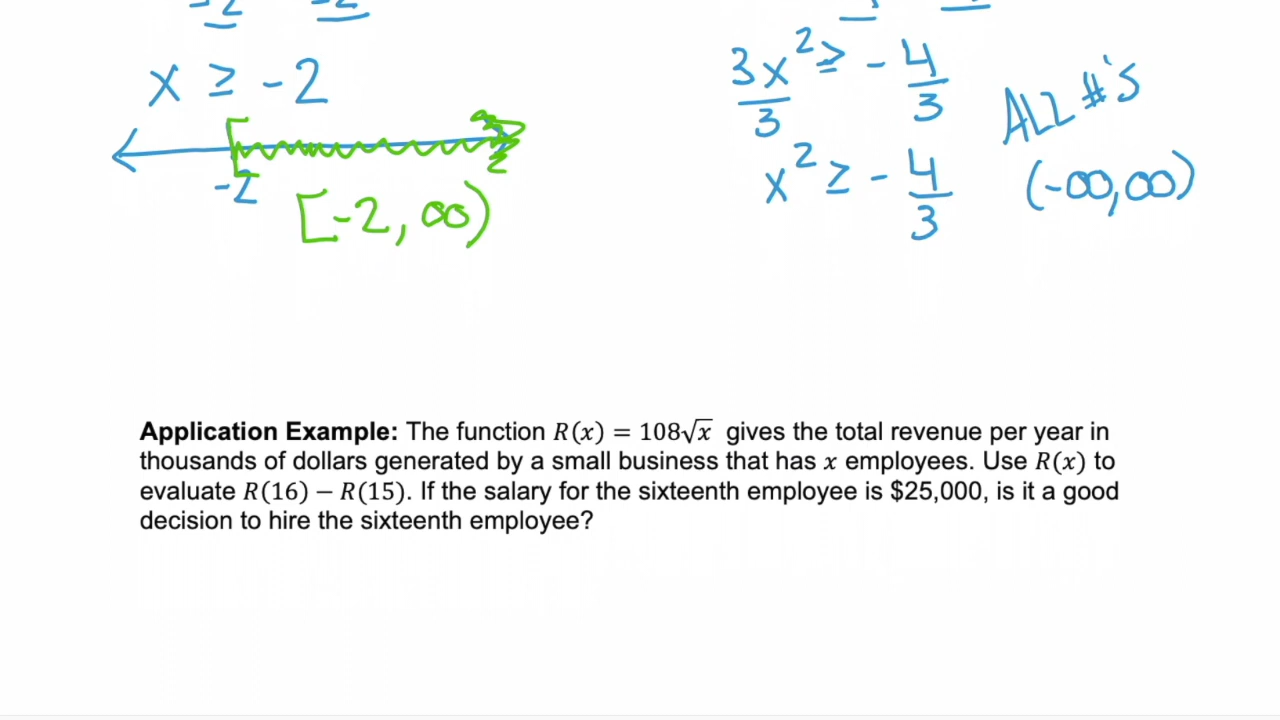 x ≥ -2
-2
[-2, ∞)
3x² ≥ - 4/3
3
x² ≥ - 4/3
ALL #'s
(-∞,∞)
Application Example: The function R(x) = 108√x gives the total revenue per year in
thousands of dollars generated by a small business that has x employees. Use R(x) to
evaluate R(16) − R(15). If the salary for the sixteenth employee is $25,000, is it a good
decision to hire the sixteenth employee?